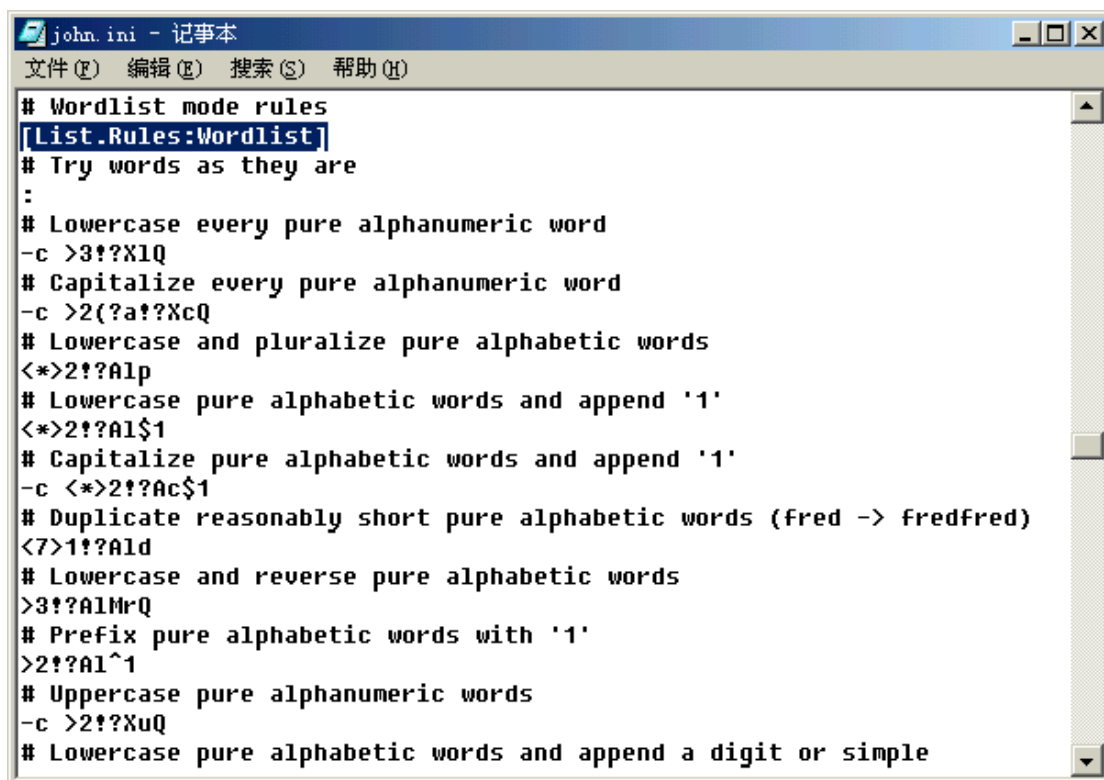 john.ini - 记事本
文件(F) 编辑(E) 搜索(S) 帮助(H)
# Wordlist mode rules
[List.Rules:Wordlist]
# Try words as they are
:
# Lowercase every pure alphanumeric word
-c >3!?XlQ
# Capitalize every pure alphanumeric word
-c >2(?a!?XcQ
# Lowercase and pluralize pure alphabetic words
<*>2!?Alp
# Lowercase pure alphabetic words and append '1'
<*>2!?Al$1
# Capitalize pure alphabetic words and append '1'
-c <*>2!?Ac$1
# Duplicate reasonably short pure alphabetic words (fred -> fredfred)
<7>1!?Ald
# Lowercase and reverse pure alphabetic words
>3!?AlMrQ
# Prefix pure alphabetic words with '1'
>2!?Al^1
# Uppercase pure alphanumeric words
-c >2!?XuQ
# Lowercase pure alphabetic words and append a digit or simple